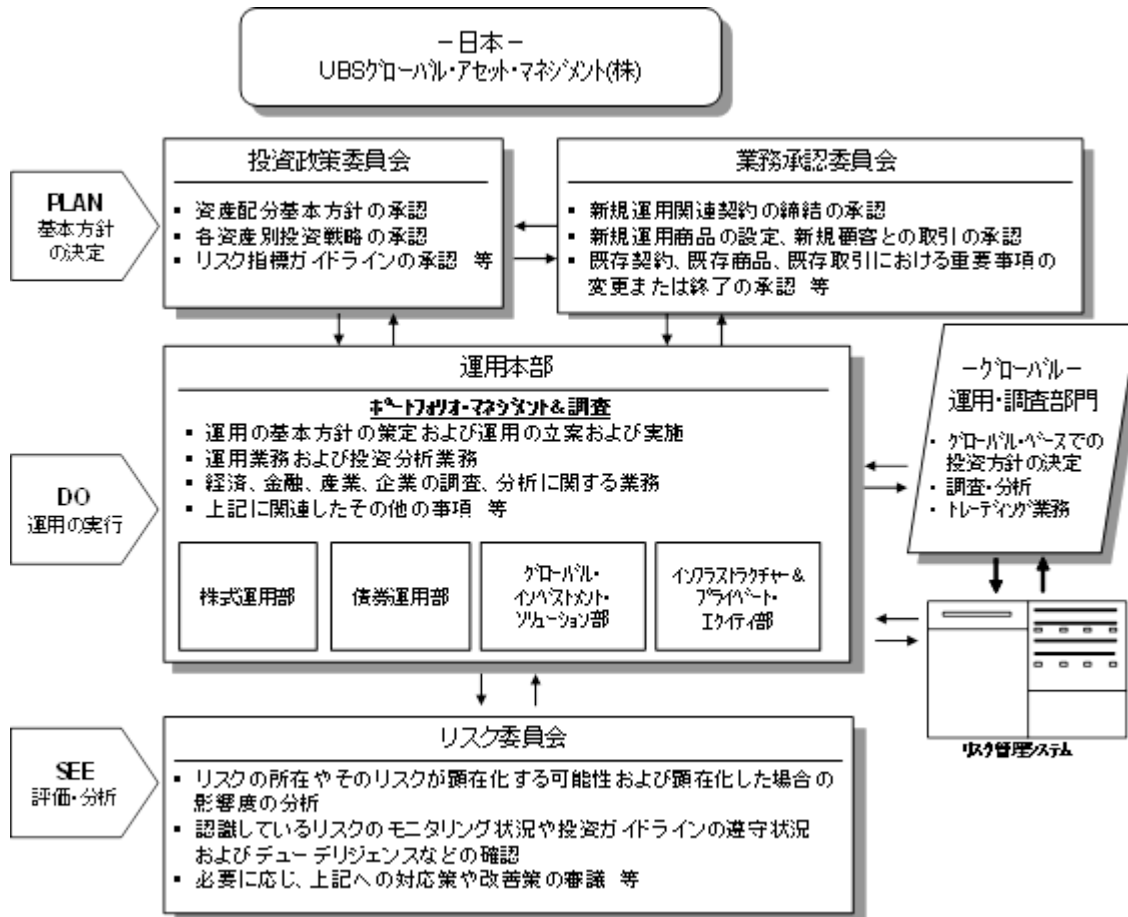 －日本－
UBSグローバル・アセット・マネジメント(株)
PLAN
基本方針
の決定
投資政策委員会
▪ 資産配分基本方針の承認
▪ 各資産別投資戦略の承認
▪ リスク指標ガイドラインの承認 等
業務承認委員会
▪ 新規運用関連契約の締結の承認
▪ 新規運用商品の設定、新規顧客との取引の承認
▪ 既存契約、既存商品、既存取引における重要事項の
変更または終了の承認 等
DO
運用の実行
運用本部
ポートフォリオ・マネジメント&調査
▪ 運用の基本方針の策定および運用の立案および実施
▪ 運用業務および投資分析業務
▪ 経済、金融、産業、企業の調査、分析に関する業務
▪ 上記に関連したその他の事項 等
株式運用部
債券運用部
グローバル・
インベストメント・
ソリューション部
インフラストラクチャー&
プライベート・
エクイティ部
－グローバル－
運用・調査部門
・ グローバル・ベースでの
投資方針の決定
・ 調査・分析
・ トレーディング業務
リスク管理システム
SEE
評価・分析
リスク委員会
▪ リスクの所在やそのリスクが顕在化する可能性および顕在化した場合の
影響度の分析
▪ 認識しているリスクのモニタリング状況や投資ガイドラインの遵守状況
およびデューデリジェンスなどの確認
▪ 必要に応じ、上記への対応策や改善策の審議 等